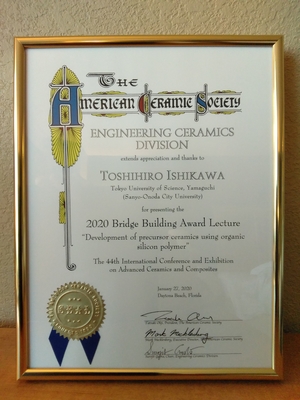 The
American Ceramic Society
ENGINEERING CERAMICS
DIVISION
extends appreciation and thanks to
TOSHIHIRO ISHIKAWA
Tokyo University of Science, Yamaguchi
(Sanyo-Onoda City University)
for presenting the
2020 Bridge Building Award Lecture
"Development of precursor ceramics using organic
silicon polymer"
The 44th International Conference and Exhibition
on Advanced Ceramics and Composites
January 27, 2020
Daytona Beach, Florida